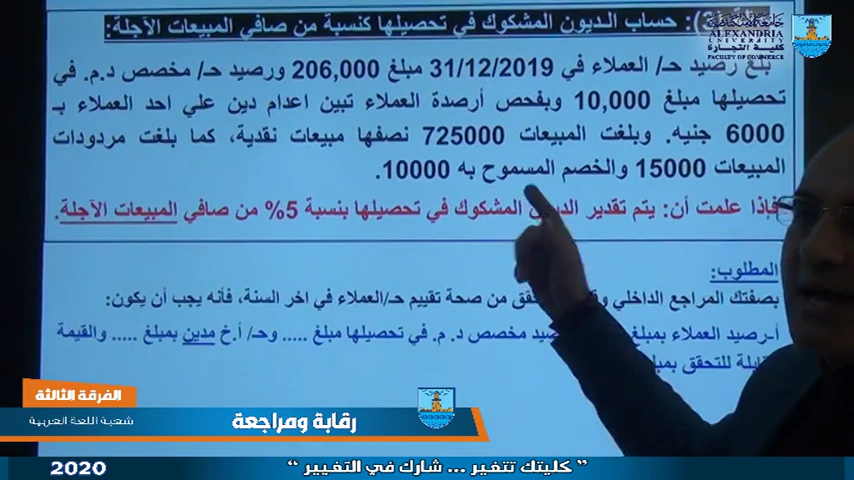 حساب الديون المشكوك في تحصيلها كنسبة من صافي المبيعات الآجلة:
بلغ رصيد حـ/ العملاء في 31/12/2019 مبلغ 206,000 ورصيد حـ/ مخصص د.م. في
تحصيلها مبلغ 10,000 وبفحص أرصدة العملاء تبين اعدام دين علي احد العملاء بـ
6000 جنيه. وبلغت المبيعات 725000 نصفها مبيعات نقدية، كما بلغت مردودات
المبيعات 15000 والخصم المسموح به 10000.
فإذا علمت أن: يتم تقدير الديون المشكوك في تحصيلها بنسبة 5% من صافي المبيعات الآجلة.
المطلوب:
بصفتك المراجع الداخلي من صحة تقييم حـ/العملاء في اخر السنة، فأنه يجب أن يكون:
أ-رصيد العملاء بمبلغ مخصص د. م. في تحصيلها مبلغ ..... وحـ/ أ.خ مدين بمبلغ ..... والقيمة
للتحقق
جامعة الإسكندرية
ALEXANDRIA
UNIVERSITY
كلية التجارة
FACULTY OF COMMERCE
الفرقة الثالثة
شعبة اللغة العربية
رقابة ومراجعة
2020
” كليتك تتغير ... شارك في التغيير “